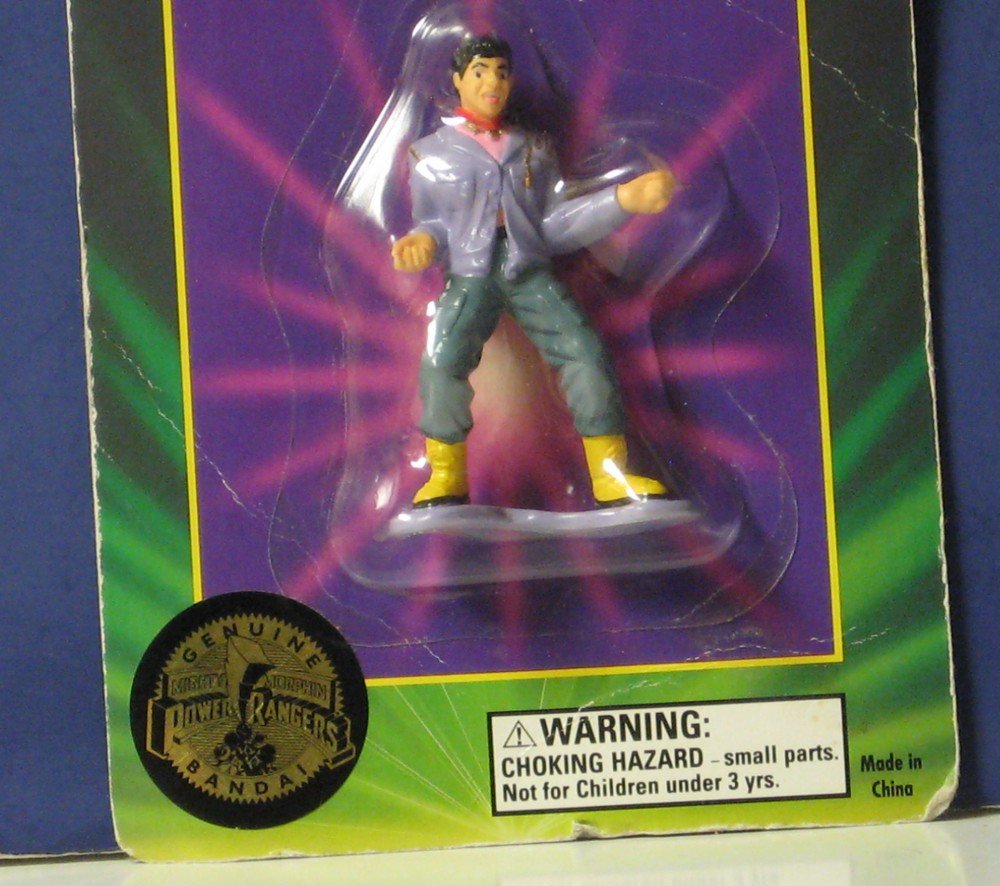 GENUINE
MIGHTY MORPHIN
POWER RANGERS
BANDAI
WARNING:
CHOKING HAZARD – small parts.
Not for Children under 3 yrs.
Made in
China